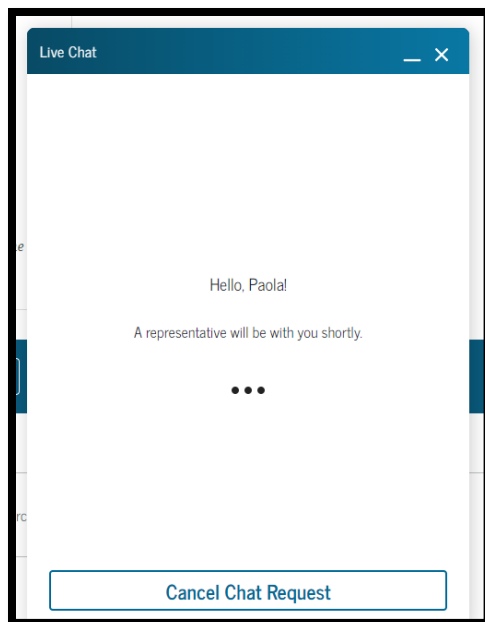 Live Chat
Hello, Paola!
A representative will be with you shortly.
Cancel Chat Request